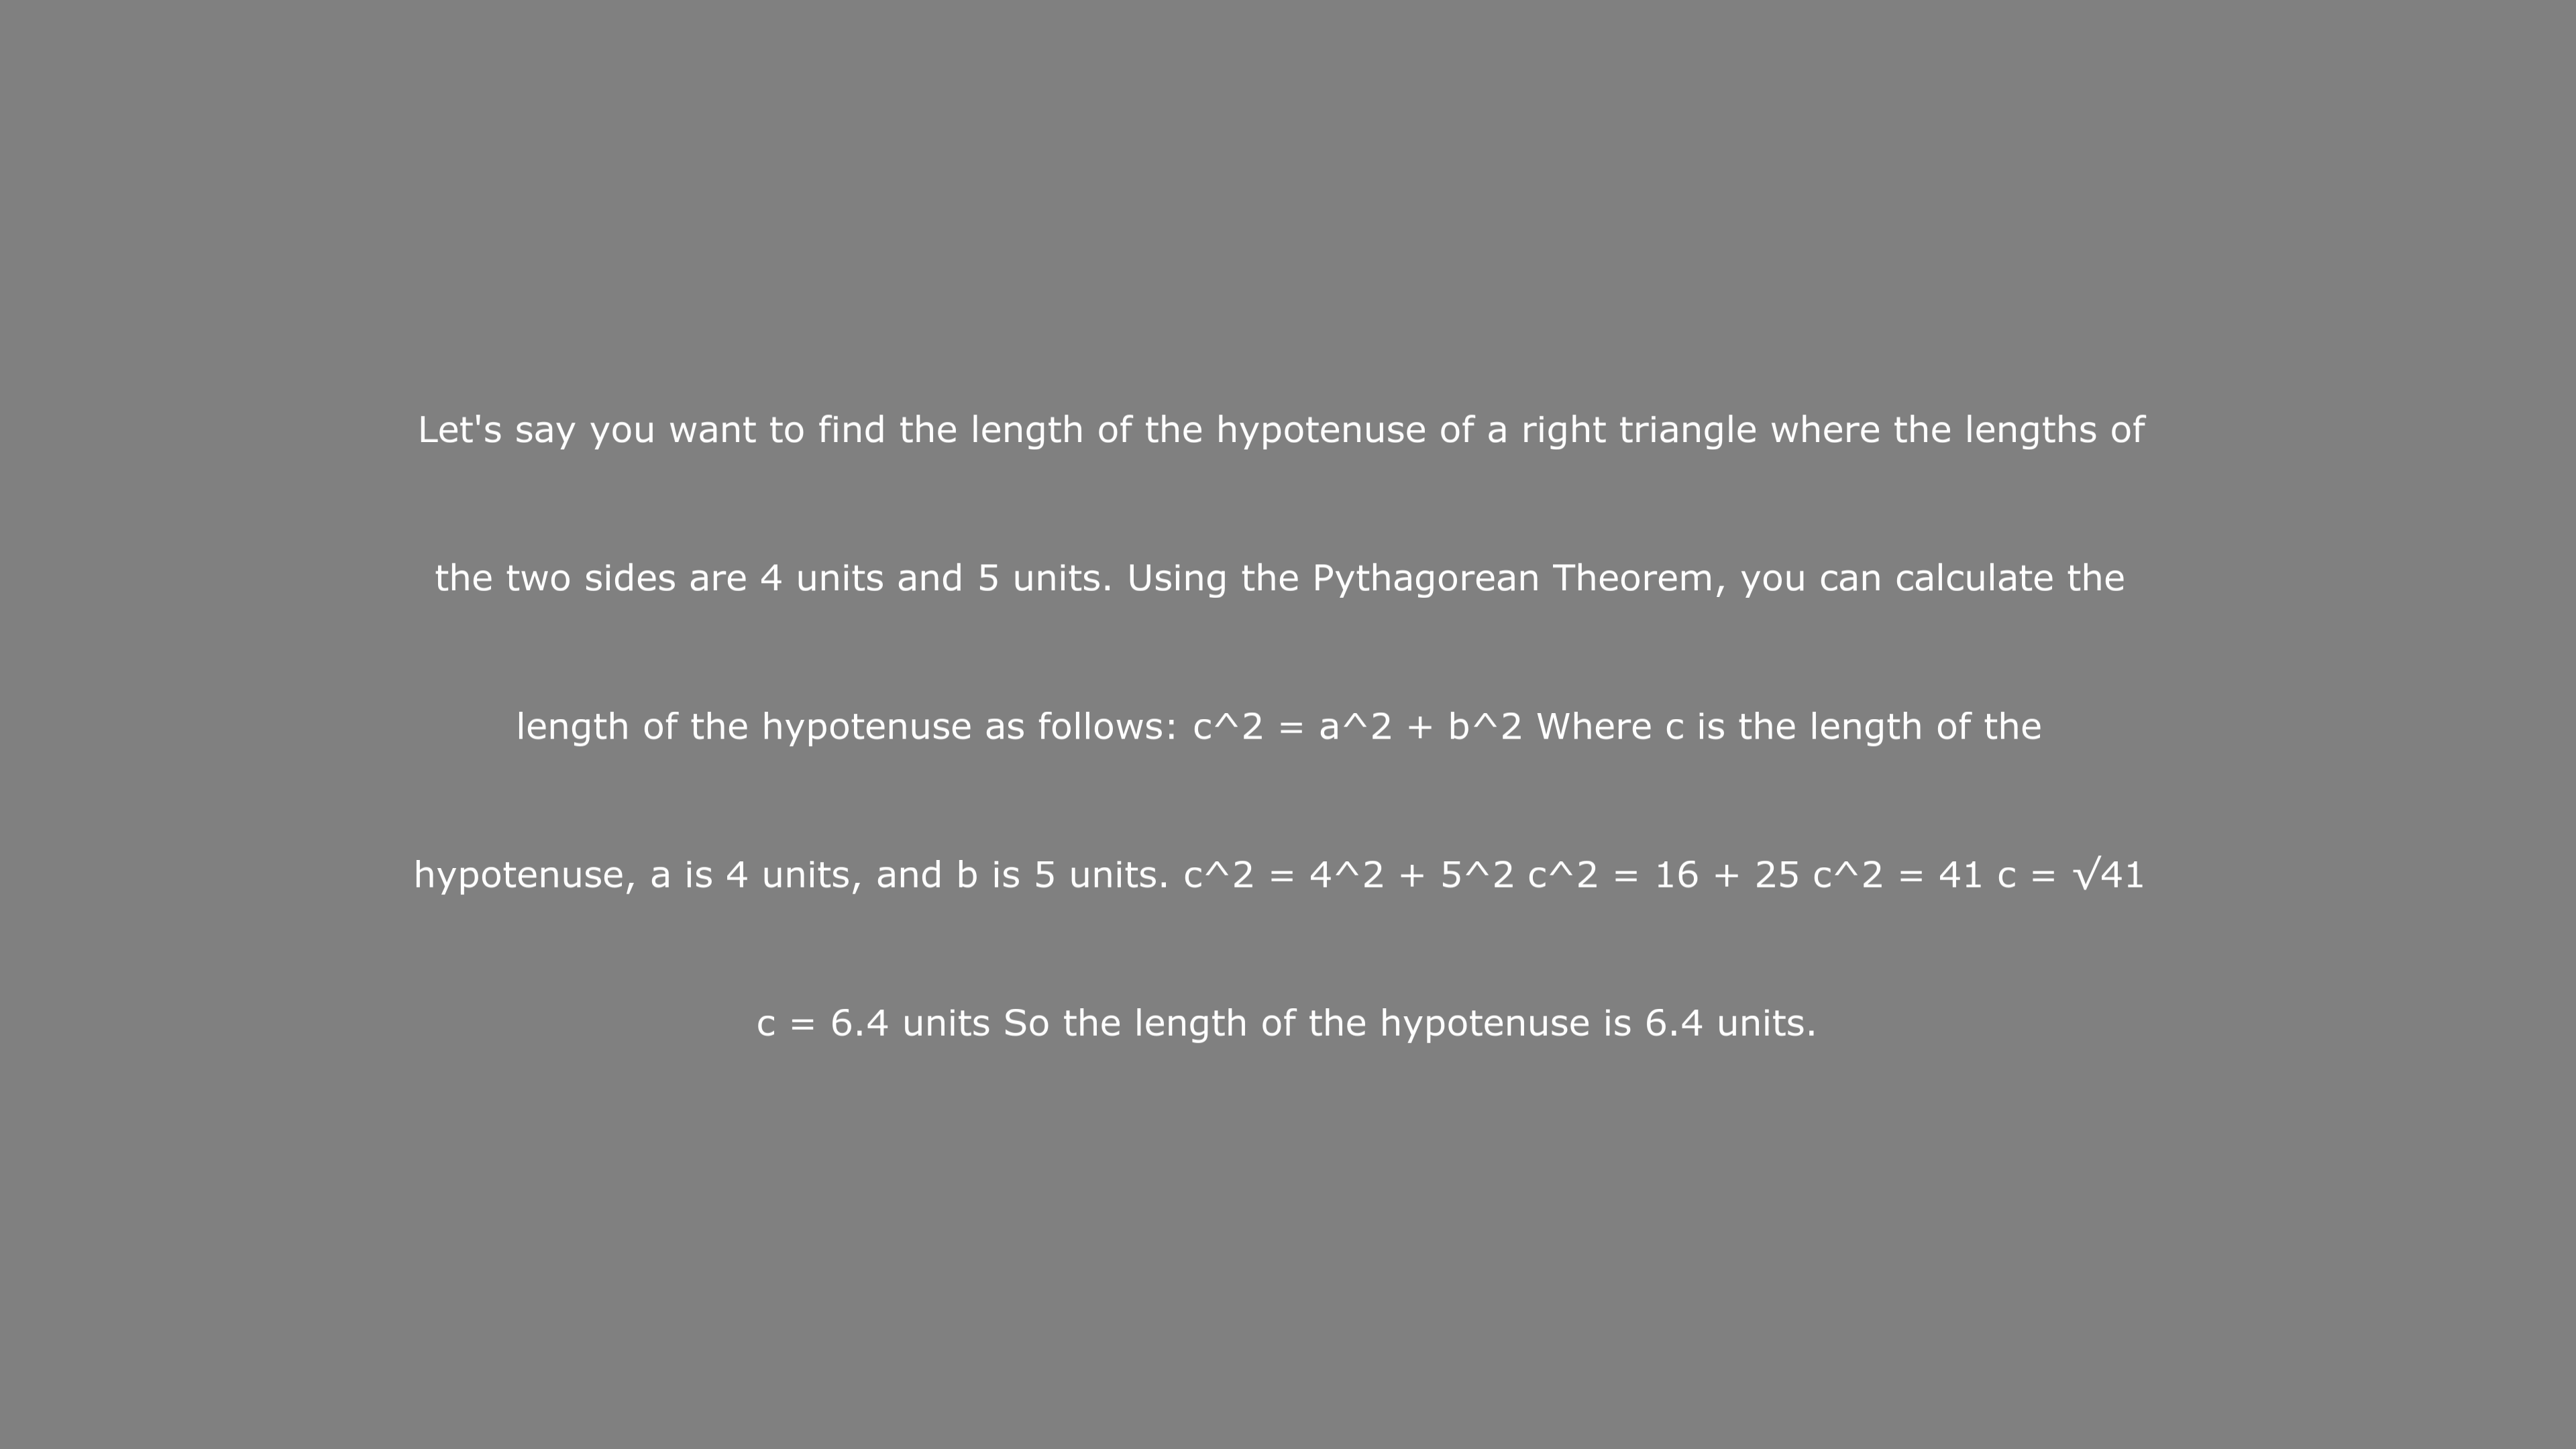 Let's say you want to find the length of the hypotenuse of a right triangle where the lengths of
the two sides are 4 units and 5 units. Using the Pythagorean Theorem, you can calculate the
length of the hypotenuse as follows: c^2 = a^2 + b^2 Where c is the length of the
hypotenuse, a is 4 units, and b is 5 units. c^2 = 4^2 + 5^2 c^2 = 16 + 25 c^2 = 41 c = √41
c = 6.4 units So the length of the hypotenuse is 6.4 units.